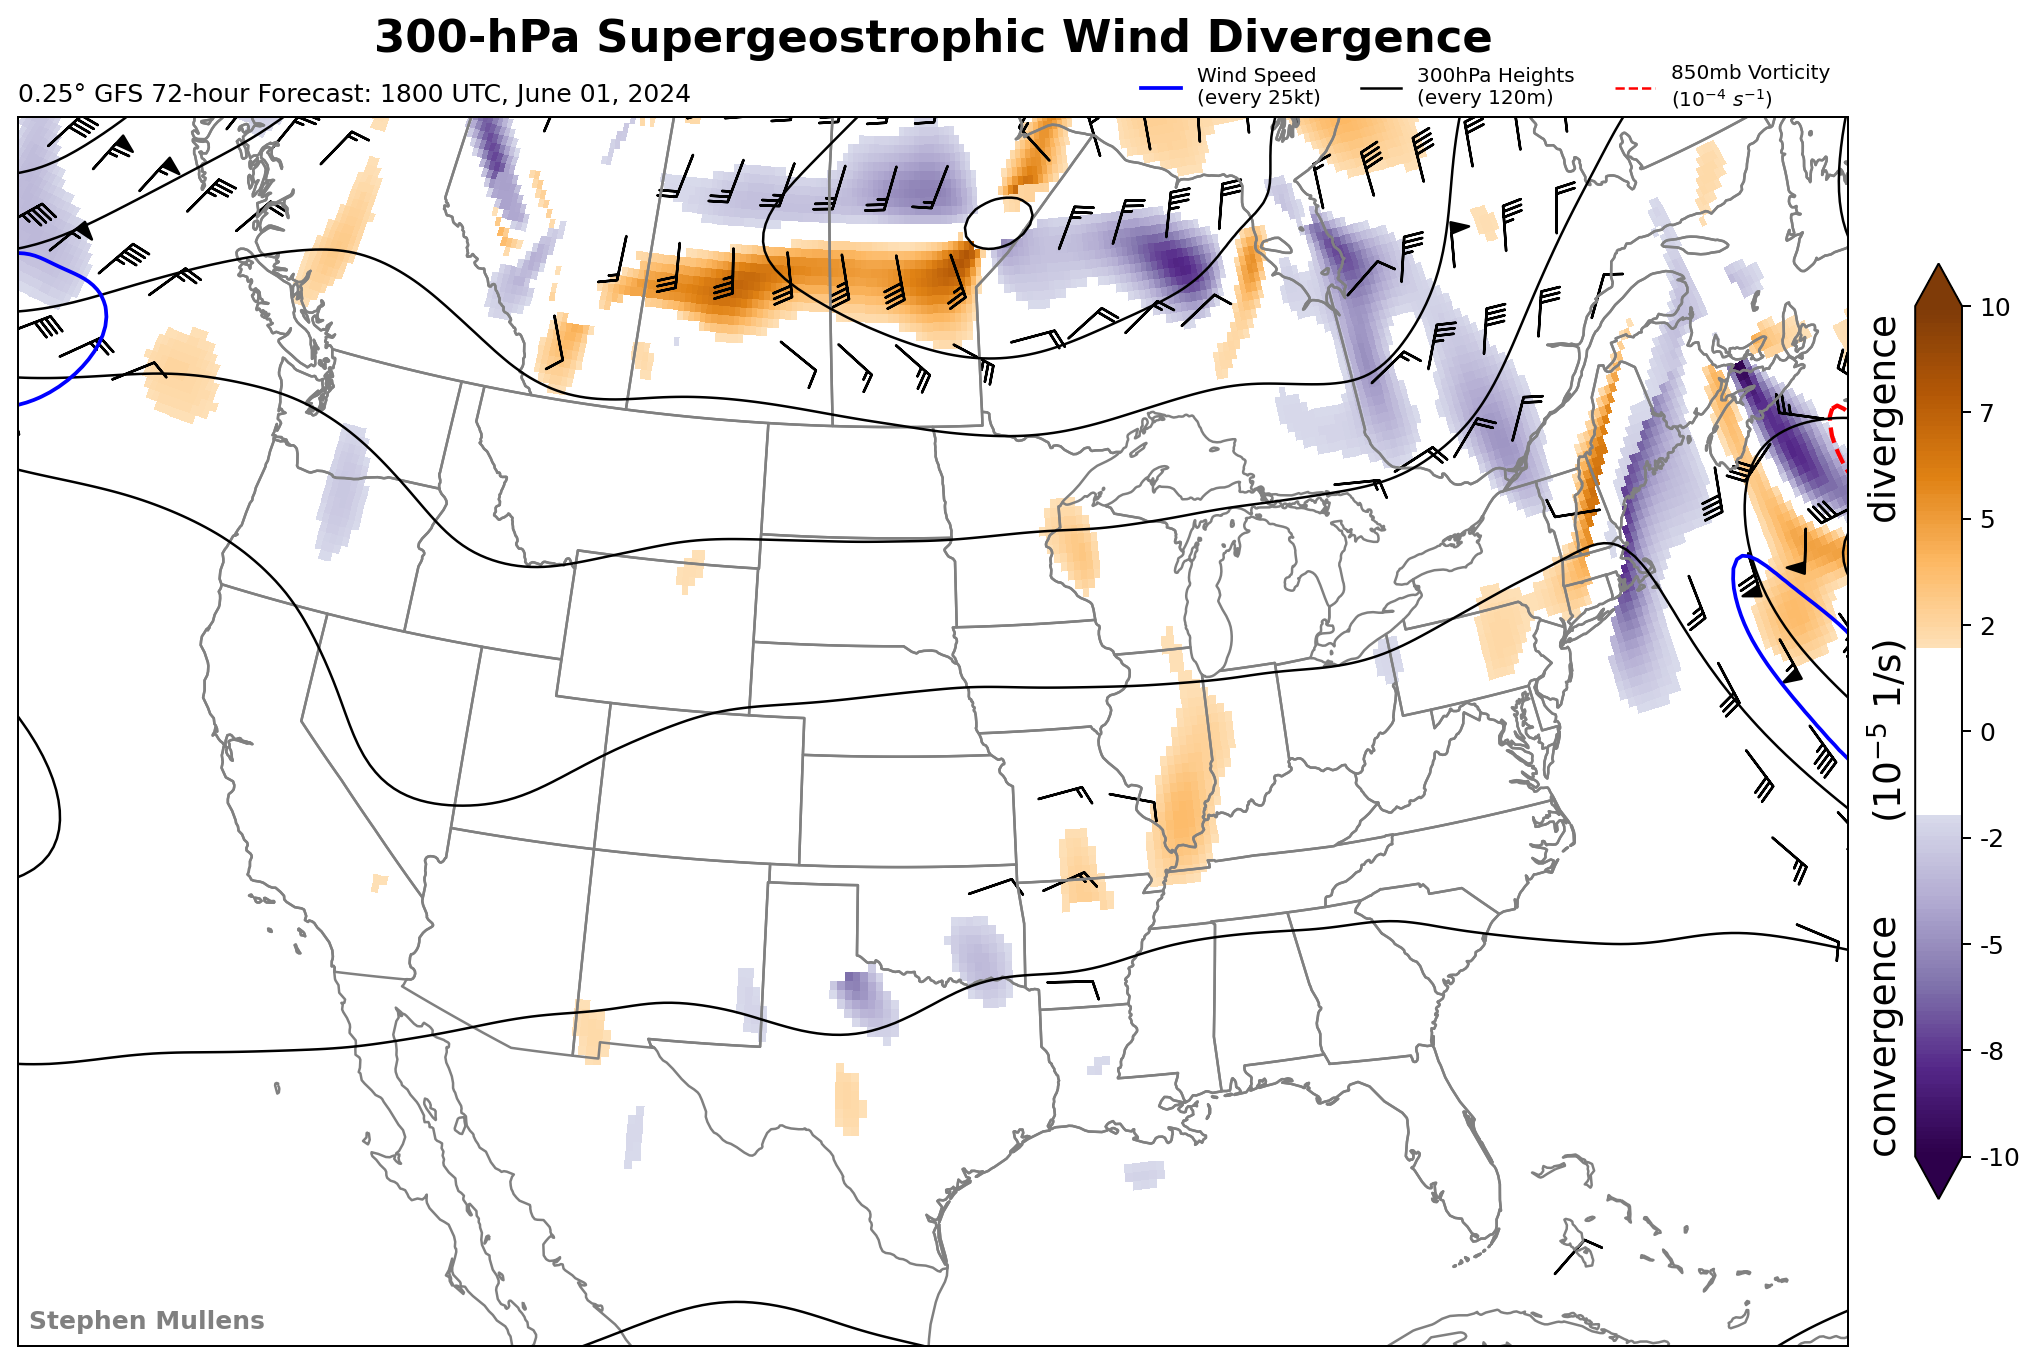 300-hPa Supergeostrophic Wind Divergence
0.25° GFS 72-hour Forecast: 1800 UTC, June 01, 2024
Wind Speed
(every 25kt)
300hPa Heights
(every 120m)
850mb Vorticity
(10⁻⁴ s⁻¹)
10
7
5
2
0
-2
-5
-8
-10
convergence (10⁻⁵ 1/s) divergence
Stephen Mullens